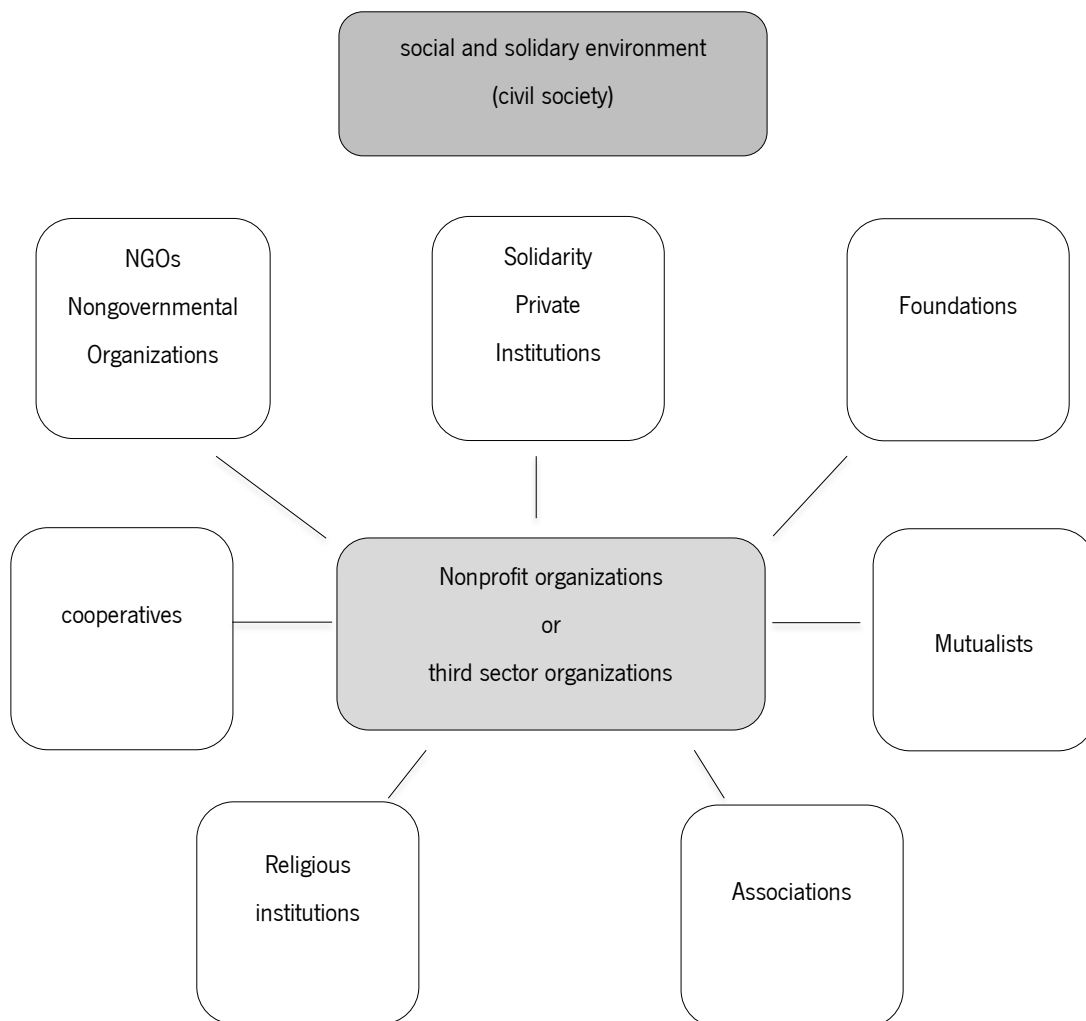 social and solidary environment
(civil society)
NGOs
Nongovernmental
Organizations
Solidarity
Private
Institutions
Foundations
cooperatives
Nonprofit organizations
or
third sector organizations
Mutualists
Religious
institutions
Associations